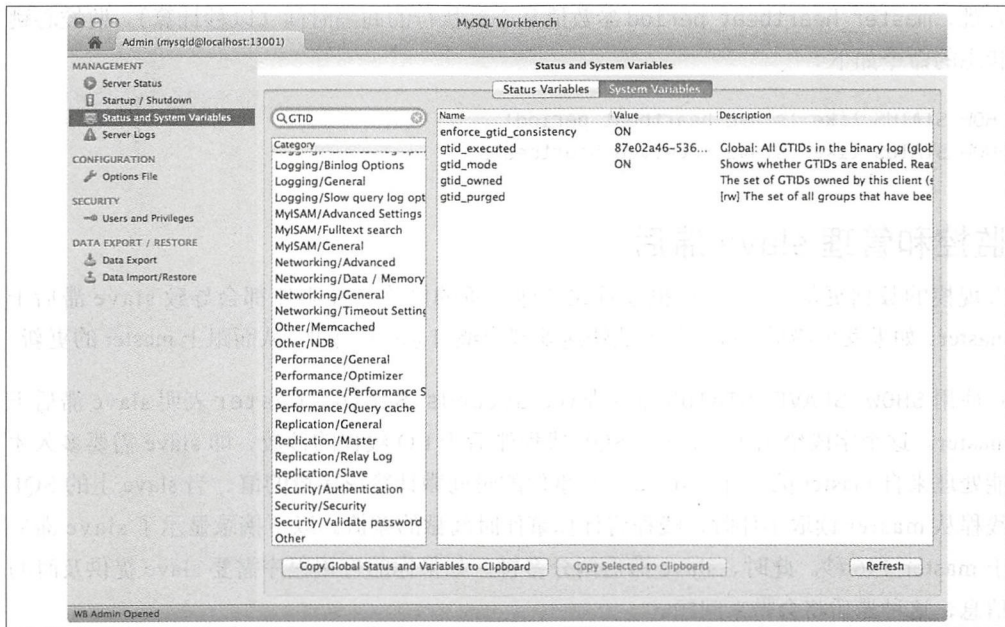 MySQL Workbench
Admin (mysqld@localhost:13001)
MANAGEMENT
Server Status
Startup / Shutdown
Status and System Variables
Server Logs
CONFIGURATION
Options File
SECURITY
Users and Privileges
DATA EXPORT / RESTORE
Data Export
Data Import/Restore
Status and System Variables
Status Variables
System Variables
GTID
Category
Logging/Binlog Options
Logging/General
Logging/Slow query log opt
MyISAM/Advanced Settings
MyISAM/Fulltext search
MyISAM/General
Networking/Advanced
Networking/Data / Memory
Networking/General
Networking/Timeout Setting
Other/Memcached
Other/NDB
Performance/General
Performance/Optimizer
Performance/Performance S
Performance/Query cache
Replication/General
Replication/Master
Replication/Relay Log
Replication/Slave
Security/Authentication
Security/Security
Security/Validate password
Other
Name Value Description
enforce_gtid_consistency ON
gtid_executed 87e02a46-536... Global: All GTIDs in the binary log (glob
gtid_mode ON Shows whether GTIDs are enabled. Read
gtid_owned The set of GTIDs owned by this client (s
gtid_purged [rw] The set of all groups that have bee
Copy Global Status and Variables to Clipboard
Copy Selected to Clipboard
Refresh
WB Admin Opened